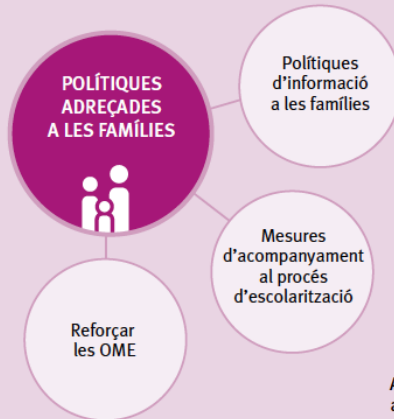 POLÍTIQUES
ADREÇADES
A LES FAMÍLIES
Polítiques
d'informació
a les famílies
Mesures
d'acompanyament
al procés
d'escolarització
Reforçar
les OME